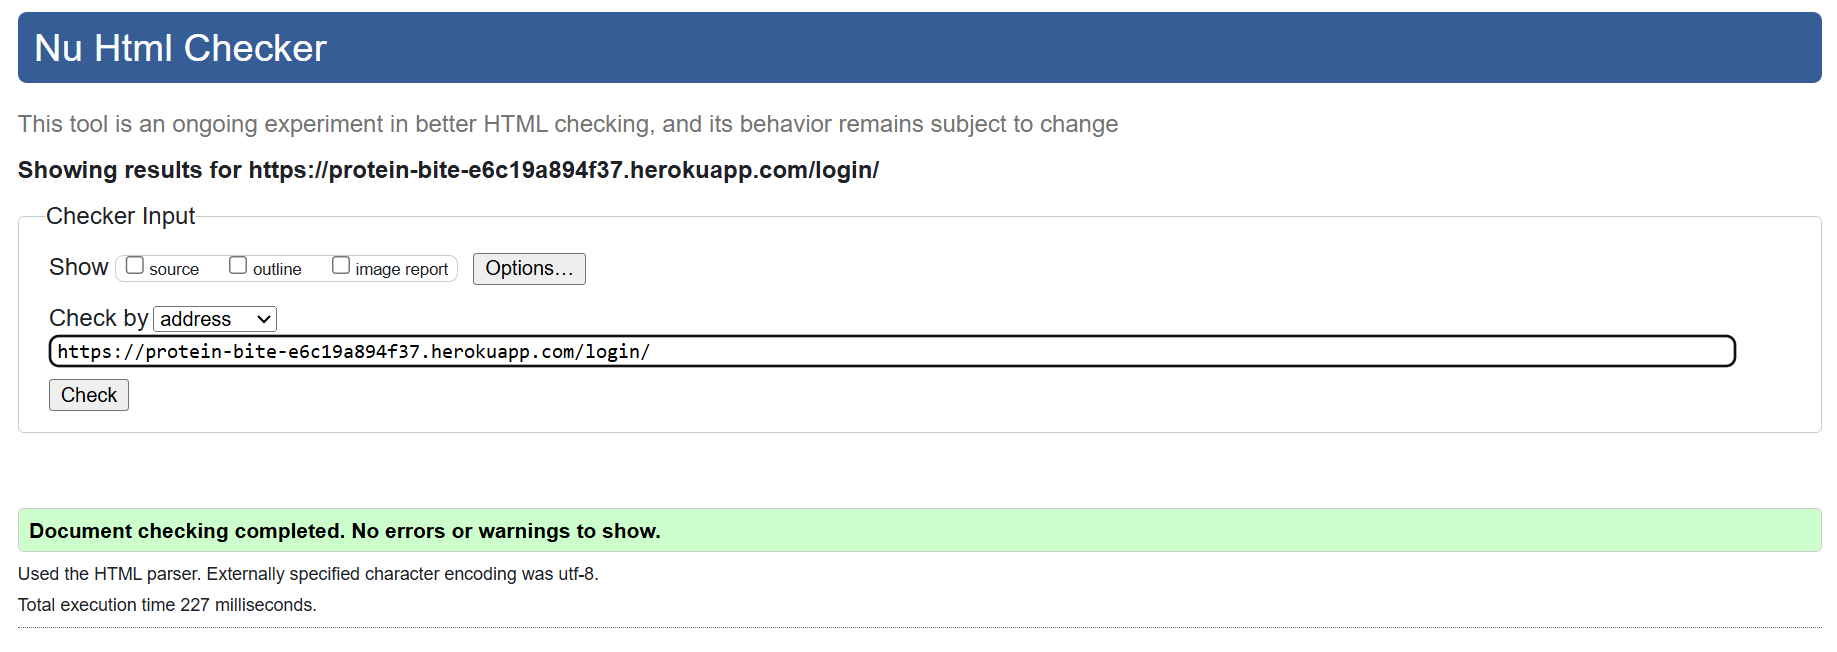 Nu Html Checker
This tool is an ongoing experiment in better HTML checking, and its behavior remains subject to change
Showing results for https://protein-bite-e6c19a894f37.herokuapp.com/login/
Checker Input
Show source outline image report Options...
Check by address
https://protein-bite-e6c19a894f37.herokuapp.com/login/
Check
Document checking completed. No errors or warnings to show.
Used the HTML parser. Externally specified character encoding was utf-8.
Total execution time 227 milliseconds.